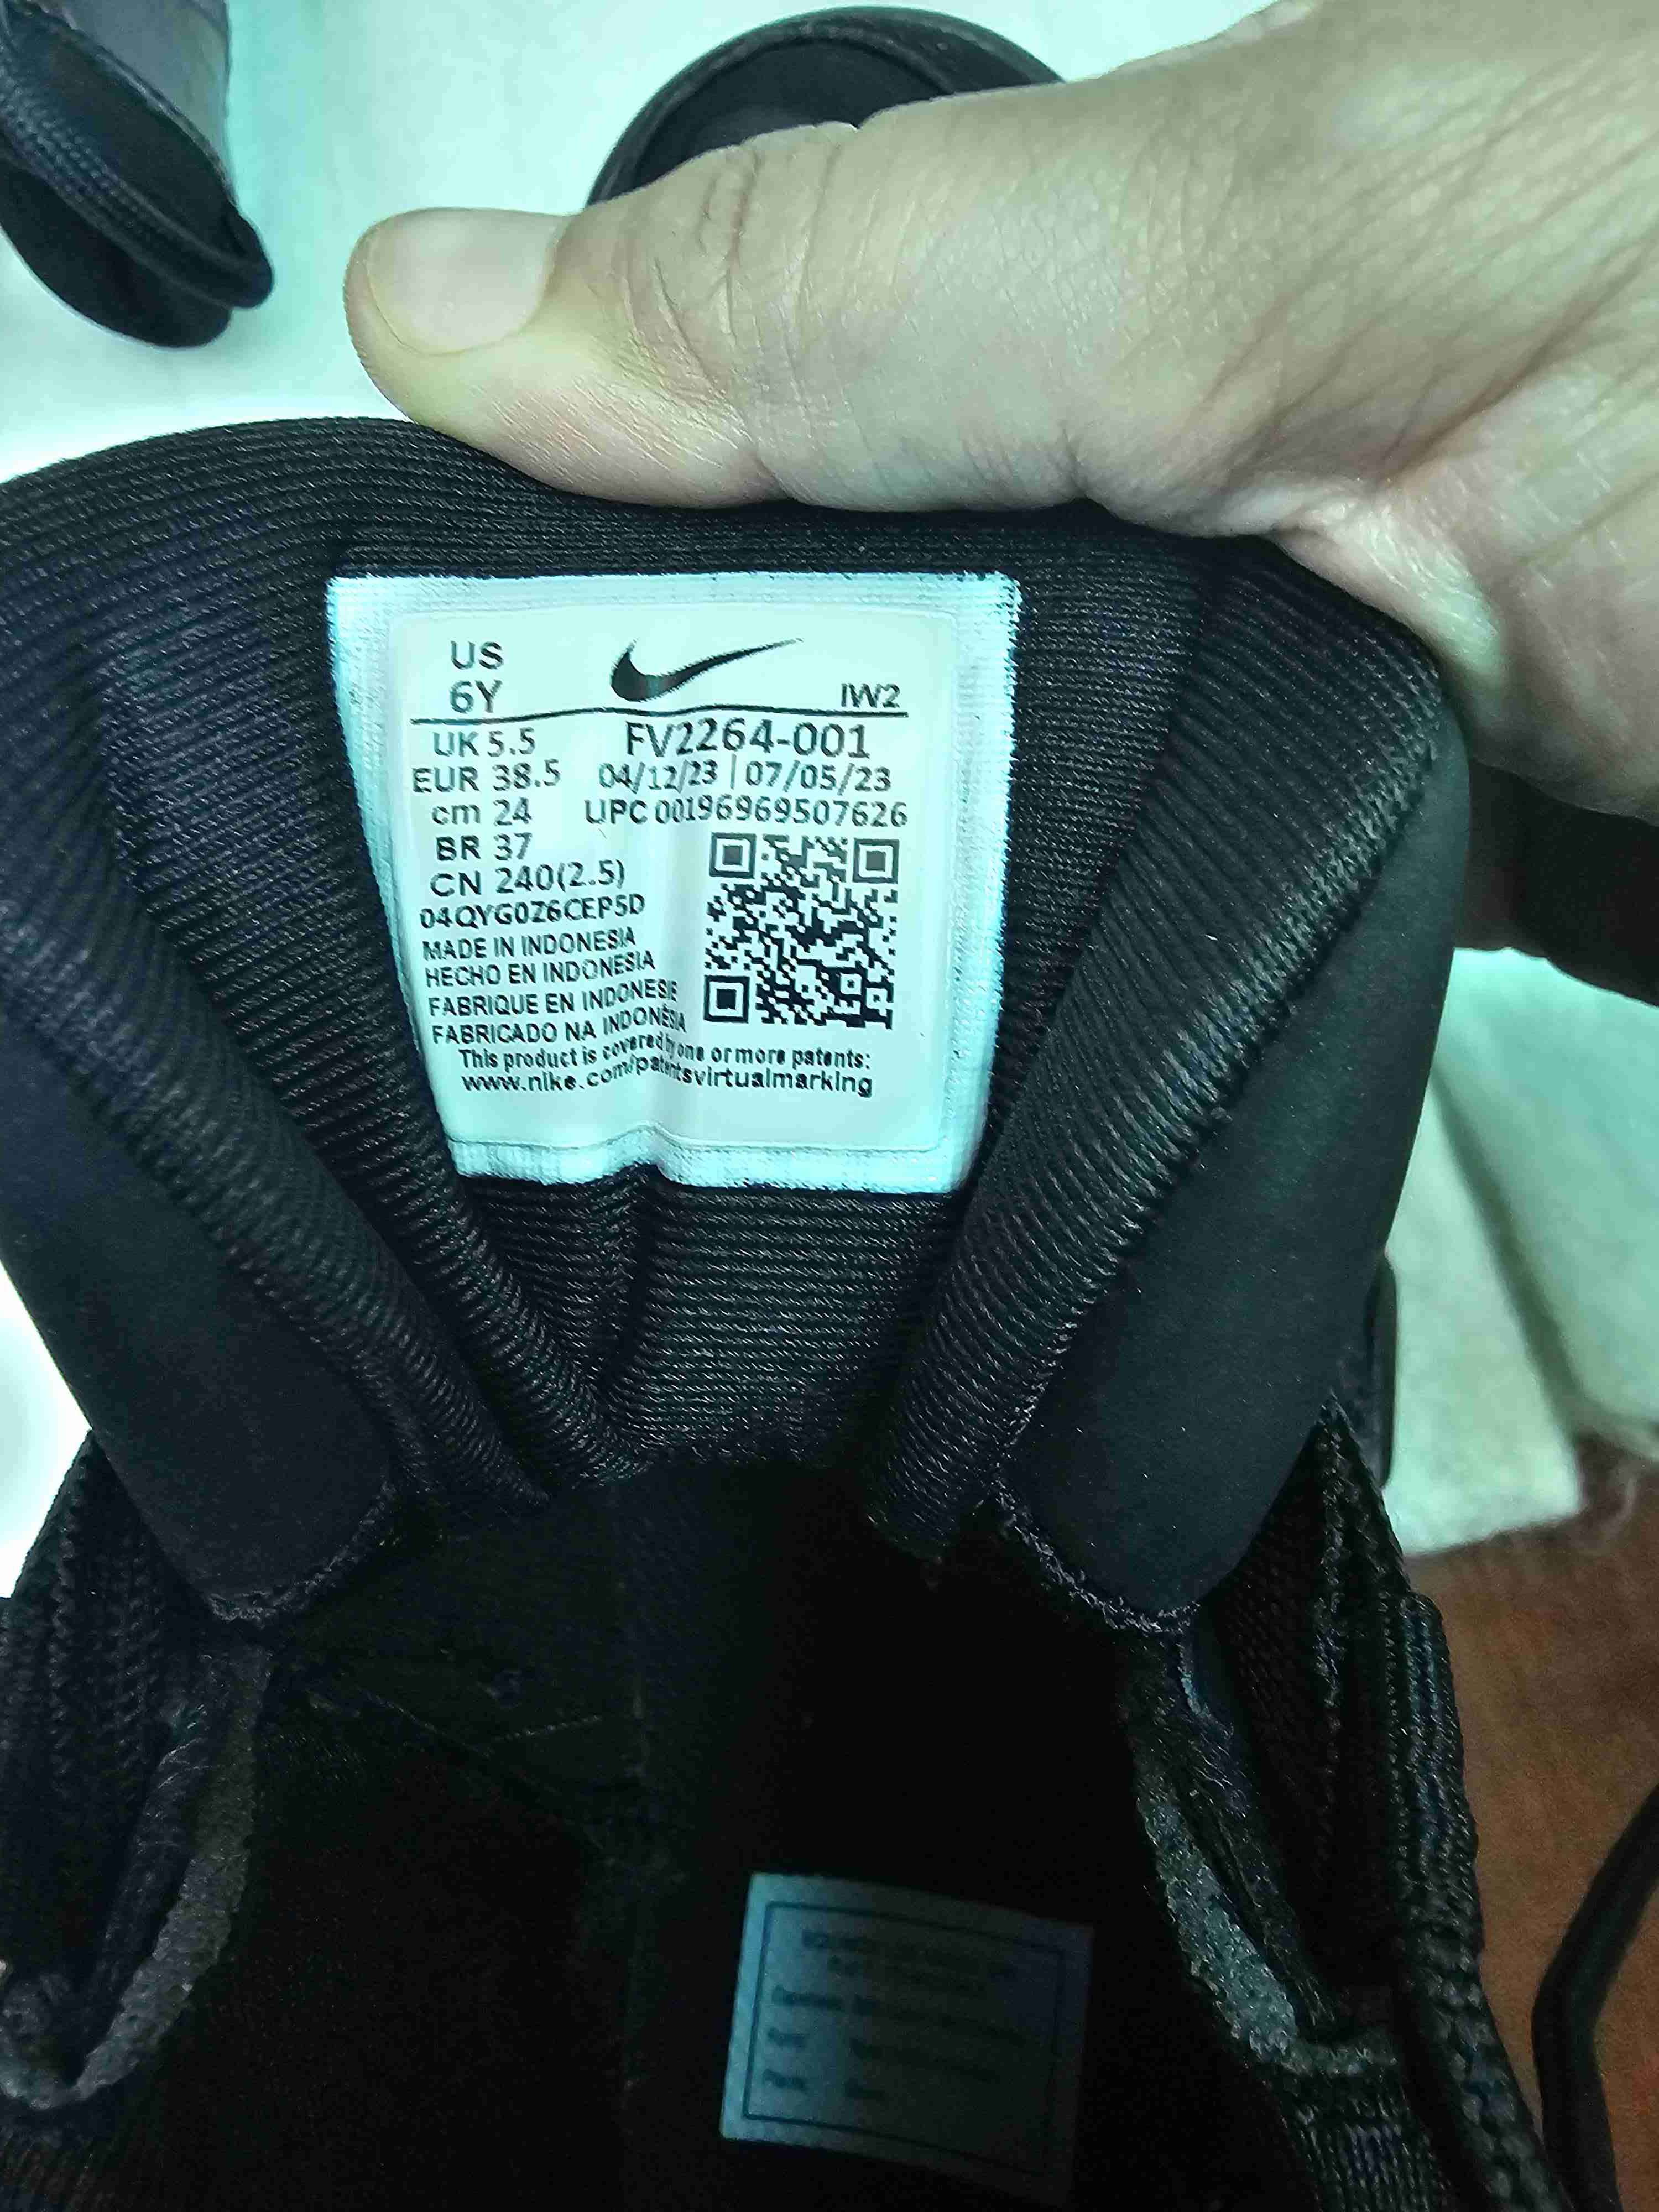 US
6Y
IW2
UK 5.5
FV2264-001
EUR 38.5
04/12/23 | 07/05/23
cm 24
UPC 00196969507626
BR 37
CN 240(2.5)
04QYG0Z6CEP5D
MADE IN INDONESIA
HECHO EN INDONESIA
FABRIQUE EN INDONESIE
FABRICADO NA INDONÉSIA
This product is covered by one or more patents:
www.nike.com/patentsvirtualmarking